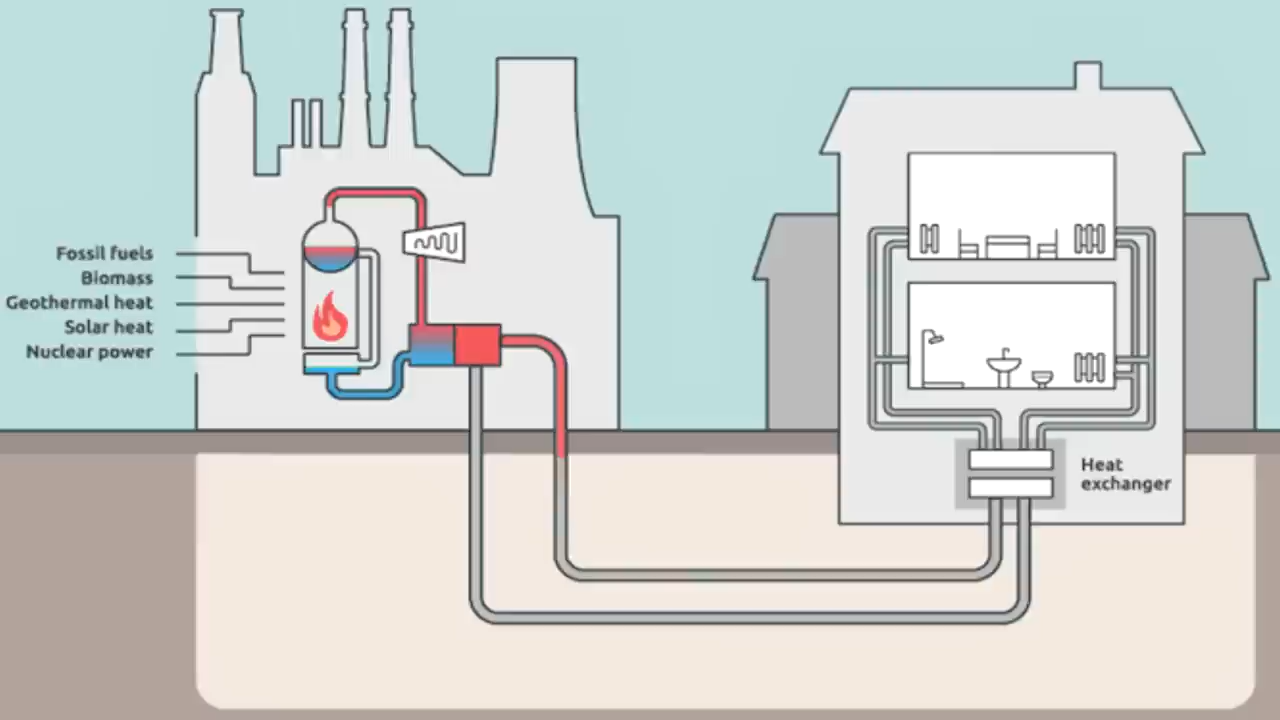 Fossil fuels
Biomass
Geothermal heat
Solar heat
Nuclear power
Heat
exchanger